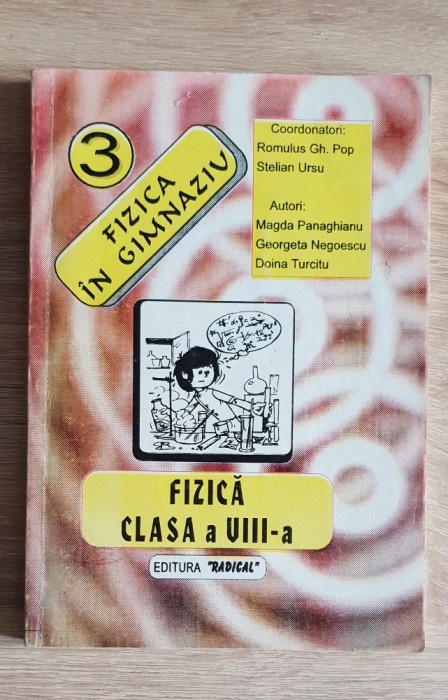 3
FIZICA
ÎN GIMNAZIU
Coordonatori:
Romulus Gh. Pop
Stelian Ursu
Autori:
Magda Panaghianu
Georgeta Negoescu
Doina Turcitu
FIZICĂ
CLASA a VIII-a
EDITURA "RADICAL"